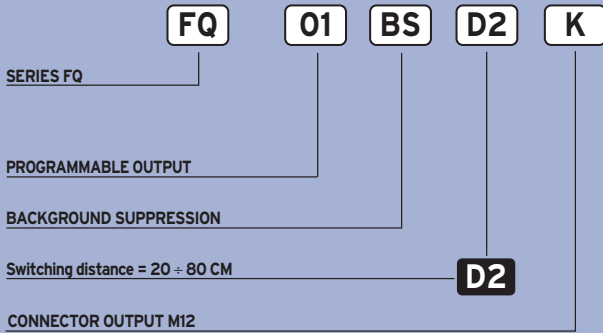 FQ 01 BS D2 K
SERIES FQ
PROGRAMMABLE OUTPUT
BACKGROUND SUPPRESSION
Switching distance = 20 ÷ 80 CM D2
CONNECTOR OUTPUT M12